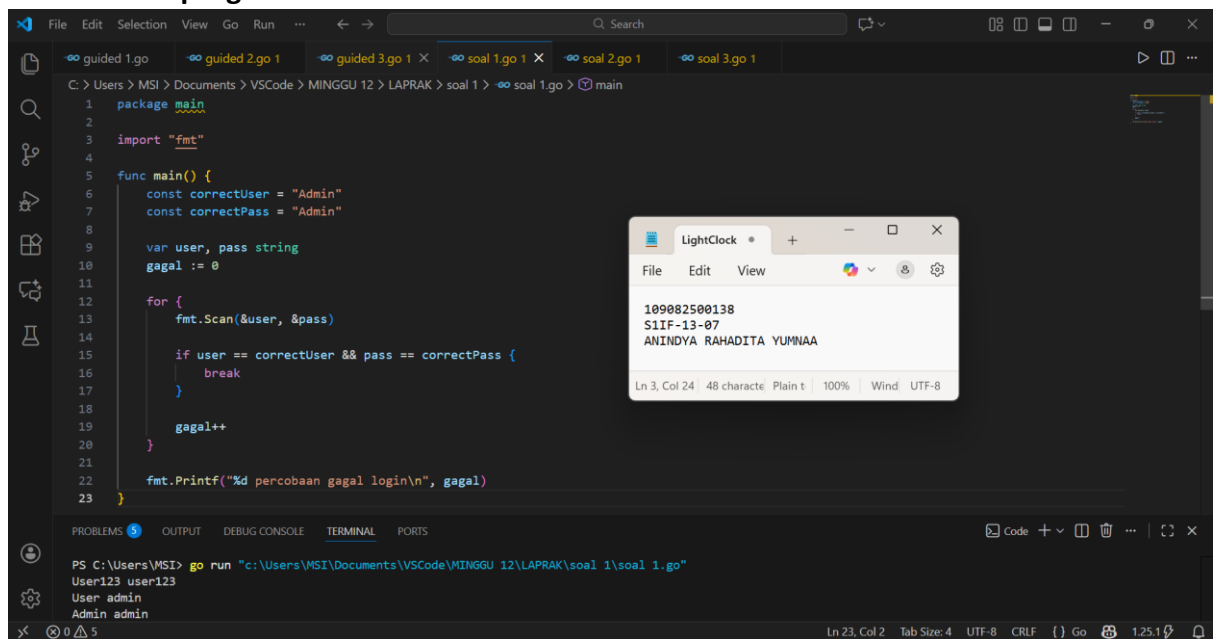 File Edit Selection View Go Run ... Search
guided 1.go guided 2.go 1 guided 3.go 1 soal 1.go 1 soal 2.go 1 soal 3.go 1
C: > Users > MSI > Documents > VSCode > MINGGU 12 > LAPRAK > soal 1 > soal 1.go > main
1 package main
2
3 import "fmt"
4
5 func main() {
6 const correctUser = "Admin"
7 const correctPass = "Admin"
8
9 var user, pass string
10 gagal := 0
11
12 for {
13 fmt.Scan(&user, &pass)
14
15 if user == correctUser && pass == correctPass {
16 break
17 }
18
19 gagal++
20 }
21
22 fmt.Printf("%d percobaan gagal login\n", gagal)
23 }
LightClock
File Edit View
109082500138
S1IF-13-07
ANINDYA RAHADITA YUMNAA
Ln 3, Col 24 48 characte Plain t 100% Wind UTF-8
PROBLEMS 5 OUTPUT DEBUG CONSOLE TERMINAL PORTS
Code
PS C:\Users\MSI> go run "c:\Users\MSI\Documents\VSCode\MINGGU 12\LAPRAK\soal 1\soal 1.go"
User123 user123
User admin
Admin admin
0 5 Ln 23, Col 2 Tab Size: 4 UTF-8 CRLF {} Go 1.25.1